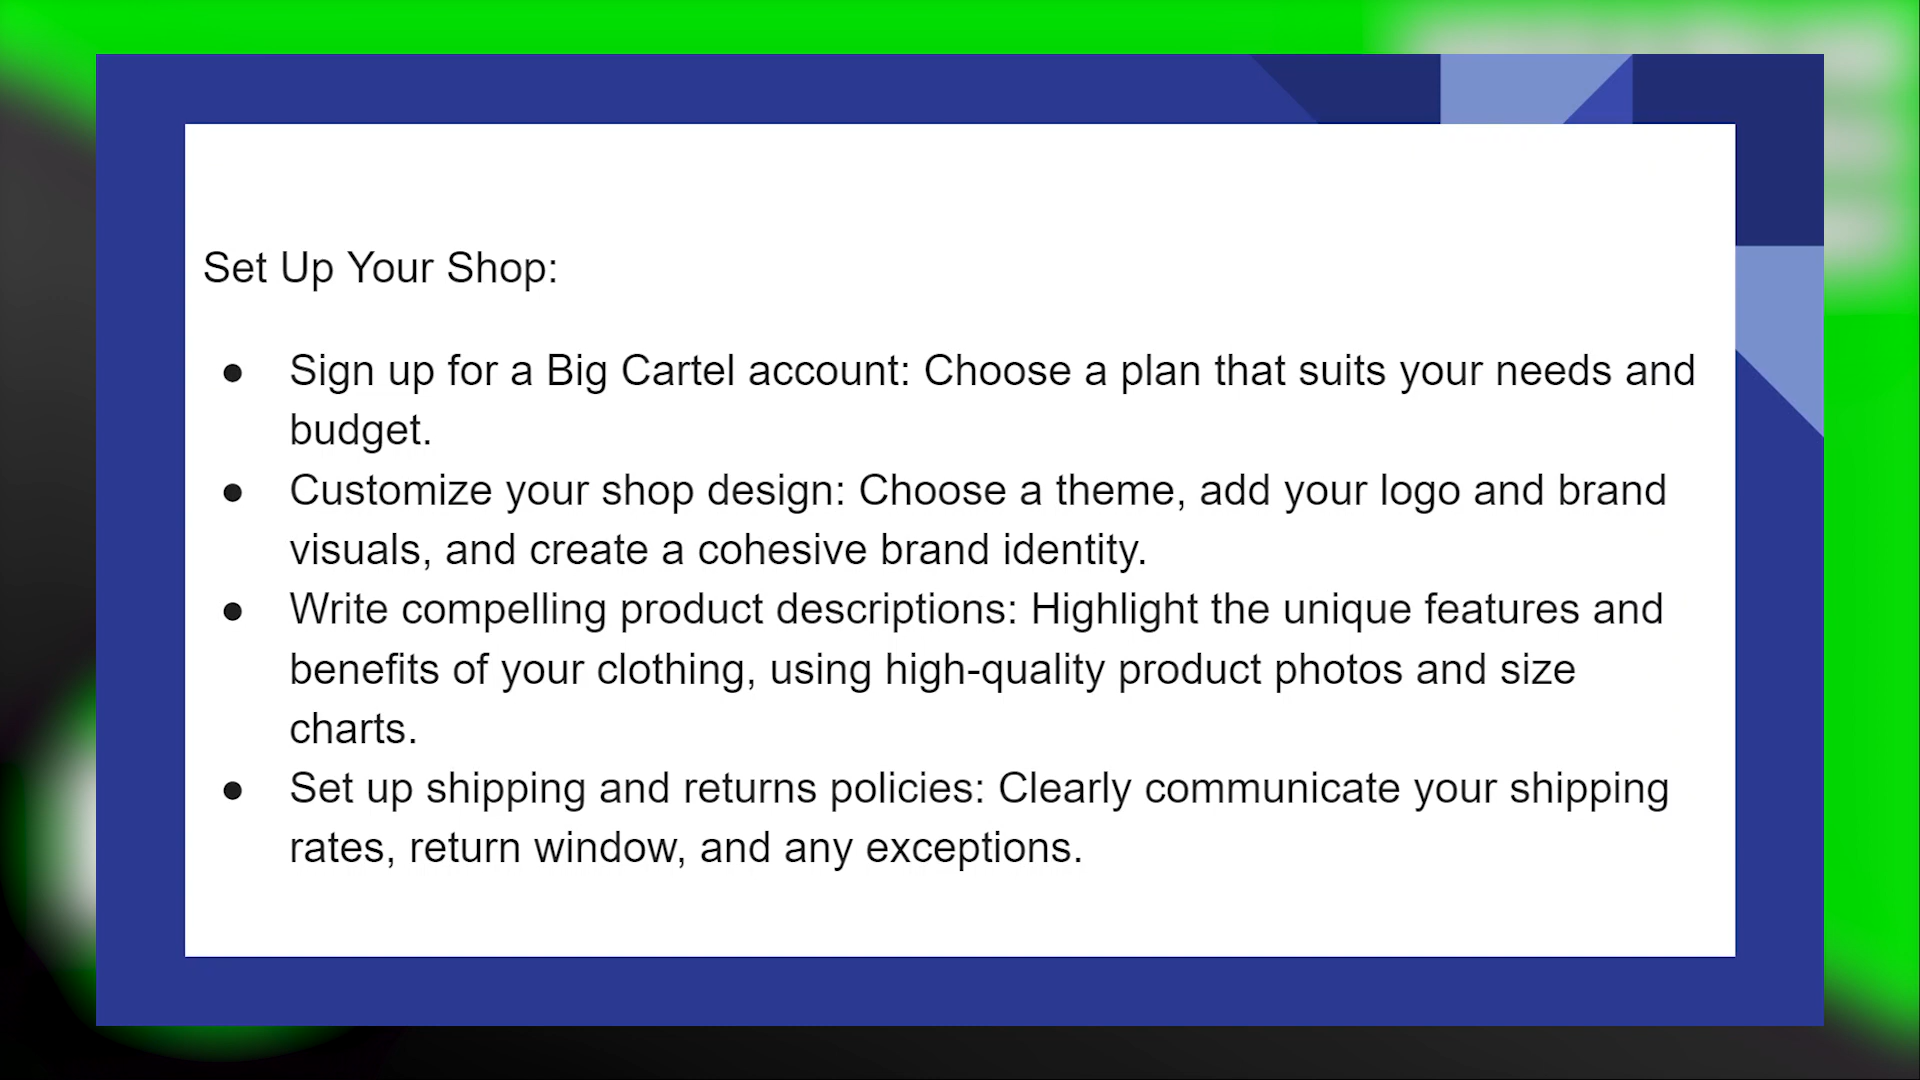 Set Up Your Shop:
● Sign up for a Big Cartel account: Choose a plan that suits your needs and
budget.
● Customize your shop design: Choose a theme, add your logo and brand
visuals, and create a cohesive brand identity.
● Write compelling product descriptions: Highlight the unique features and
benefits of your clothing, using high-quality product photos and size
charts.
● Set up shipping and returns policies: Clearly communicate your shipping
rates, return window, and any exceptions.